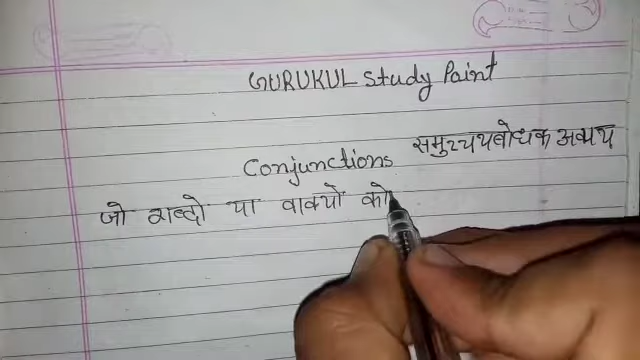 GURUKUL Study Point
Conjunctions समुच्चयबोधक अव्यय
जो शब्दो या वाक्यो को